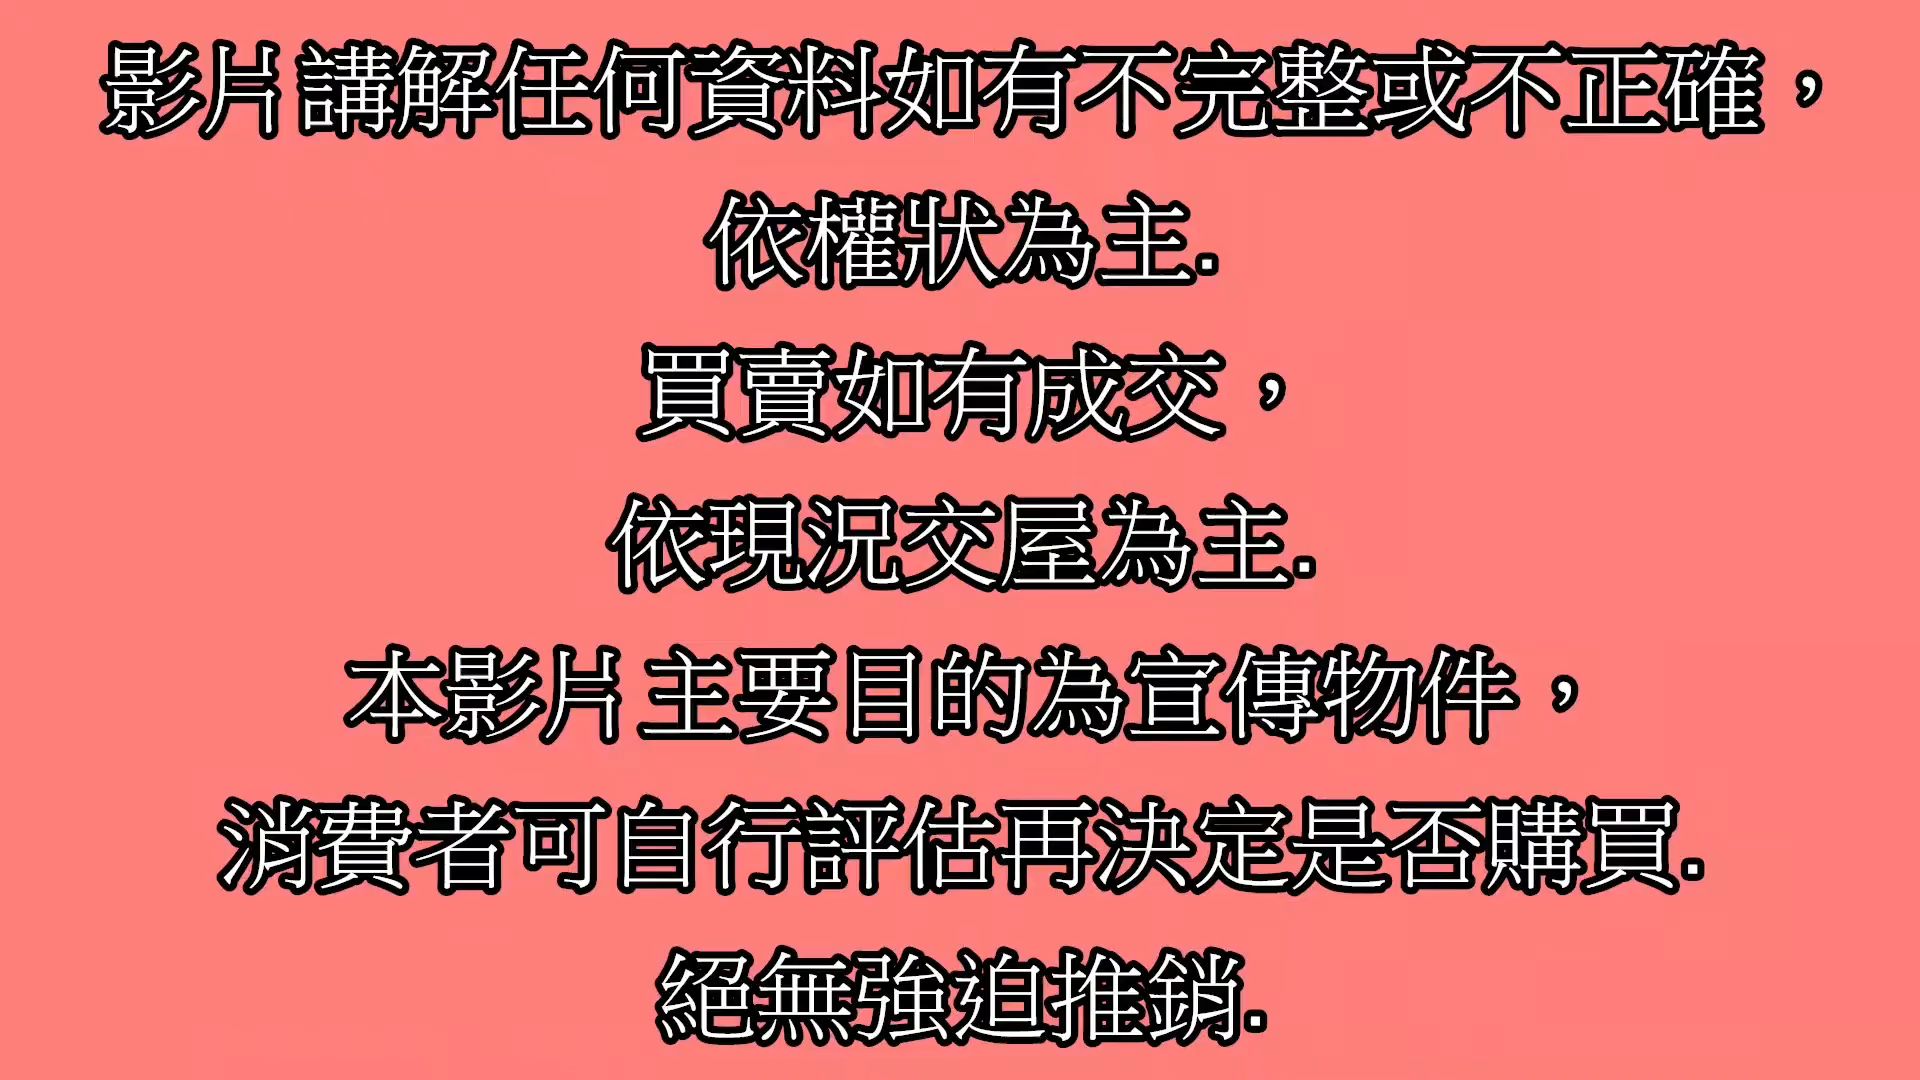 影片講解任何資料如有不完整或不正確，
依權狀為主.
買賣如有成交，
依現況交屋為主.
本影片主要目的為宣傳物件，
消費者可自行評估再決定是否購買.
絕無強迫推銷.